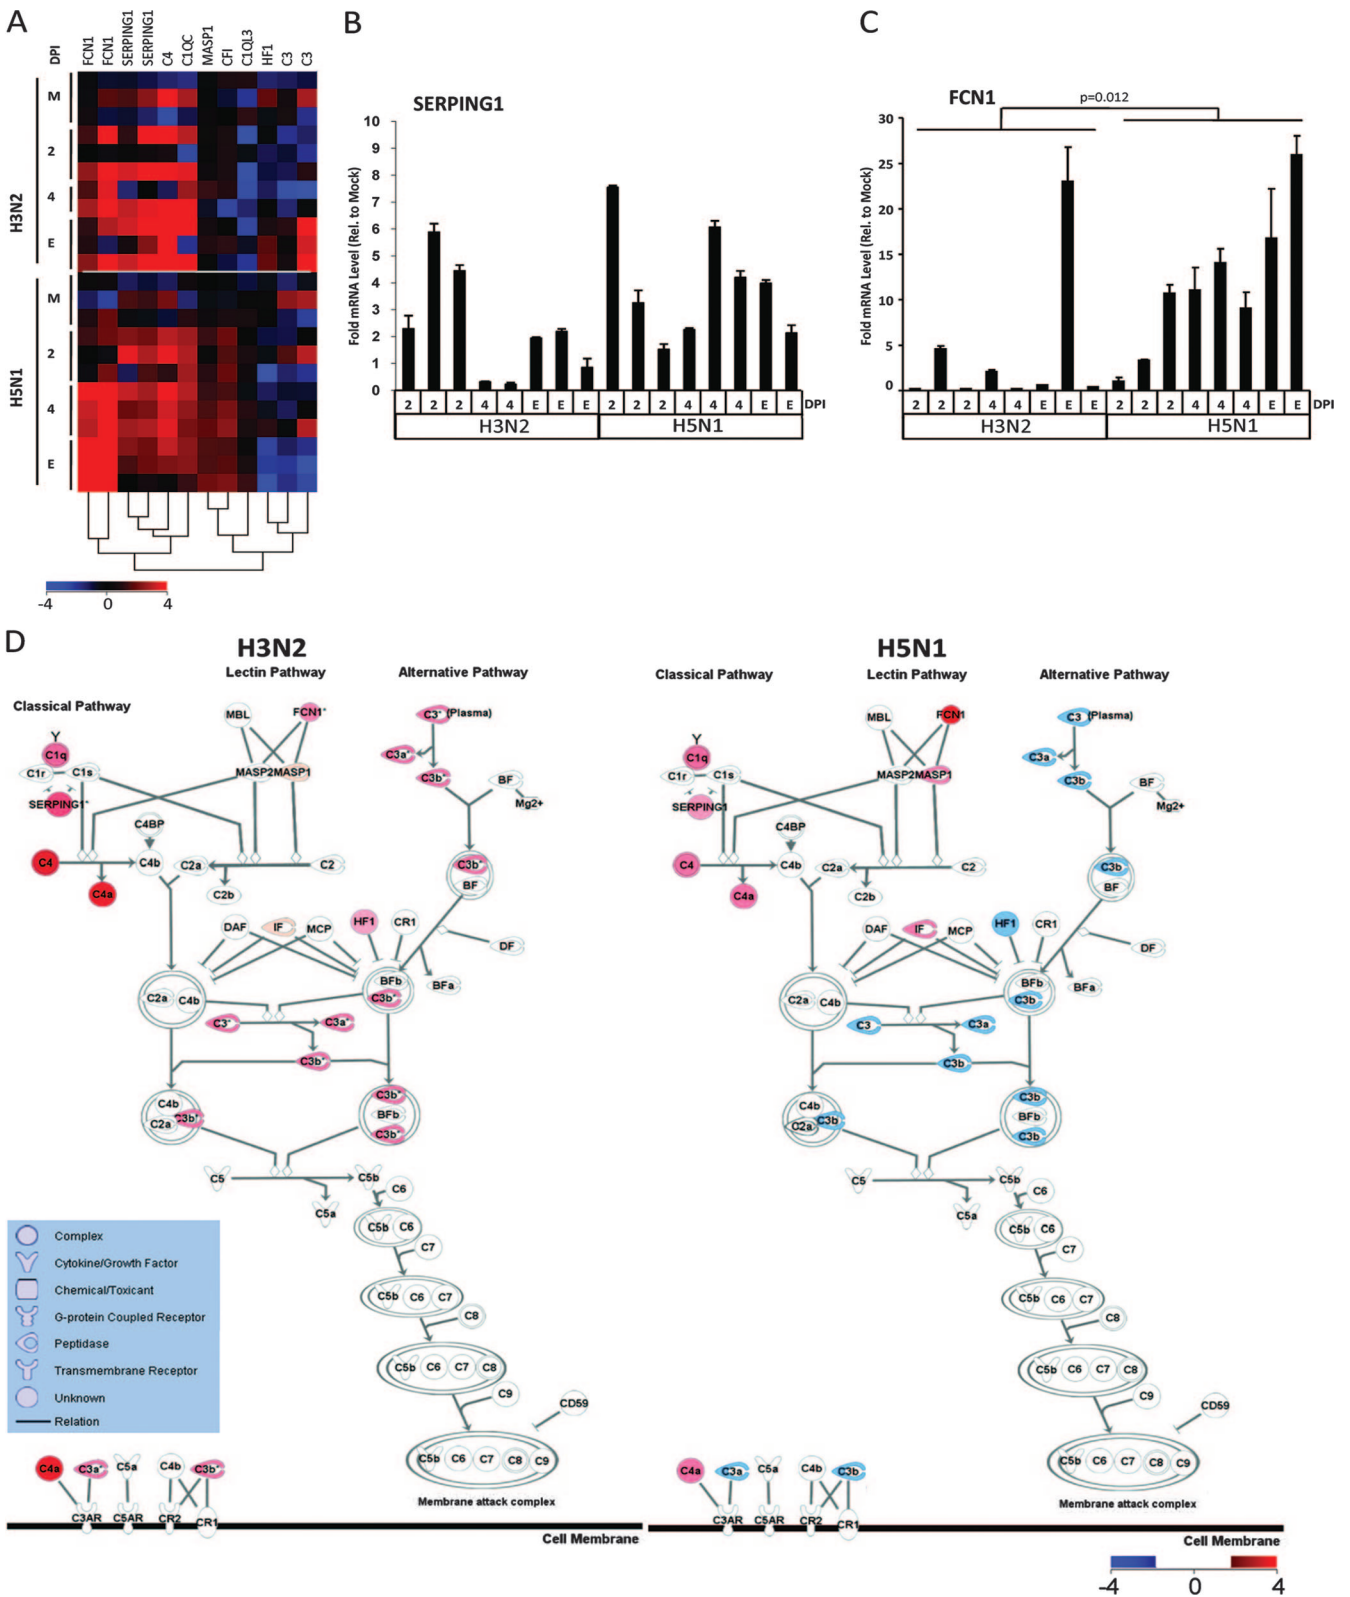 A
DPI
FCN1
FCN1
SERPING1
SERPING1
C4
C1QC
MASP1
CFI
C1QL3
HF1
C3
C3
H3N2
M
2
4
E
H5N1
M
2
4
E
-4 0 4
B
SERPING1
Fold mRNA Level (Rel. to Mock)
10
9
8
7
6
5
4
3
2
1
0
2 2 2 4 4 E E E 2 2 2 4 4 4 E E DPI
H3N2 H5N1
C
FCN1
p=0.012
Fold mRNA Level (Rel. to Mock)
30
25
20
15
10
5
0
2 2 2 4 4 E E E 2 2 2 4 4 4 E E DPI
H3N2 H5N1
D
H3N2
Classical Pathway
Lectin Pathway
Alternative Pathway
MBL
FCN1*
C3* (Plasma)
C3a*
C3b*
BF
Mg2+
Y
C1q
C1r
C1s
SERPING1*
MASP2
MASP1
C4BP
C4
C4b
C4a
C2a
C2
C2b
C3b*
BF
DAF
IF
MCP
HF1
CR1
DF
BFb
C3b*
BFa
C2a
C4b
C3*
C3a*
C3b*
C4b
C2a
C3b*
C3b*
BFb
C3b*
C5
C5b
C5a
C6
C5b C6
C7
C5b C6 C7
C8
C5b C6 C7 C8
C9
CD59
C5b C6 C7 C8 C9
Membrane attack complex
Complex
Cytokine/Growth Factor
Chemical/Toxicant
G-protein Coupled Receptor
Peptidase
Transmembrane Receptor
Unknown
Relation
C4a
C3a*
C5a
C4b
C3b*
C3AR
C5AR
CR2
CR1
Cell Membrane
H5N1
Classical Pathway
Lectin Pathway
Alternative Pathway
MBL
FCN1
C3 (Plasma)
C3a
C3b
BF
Mg2+
Y
C1q
C1r
C1s
SERPING1
MASP2
MASP1
C4BP
C4
C4b
C4a
C2a
C2
C2b
C3b
BF
DAF
IF
MCP
HF1
CR1
DF
BFb
C3b
BFa
C2a
C4b
C3
C3a
C3b
C4b
C2a
C3b
C3b
BFb
C3b
C5
C5b
C5a
C6
C5b C6
C7
C5b C6 C7
C8
C5b C6 C7 C8
C9
CD59
C5b C6 C7 C8 C9
Membrane attack complex
C4a
C3a
C5a
C4b
C3b
C3AR
C5AR
CR2
CR1
Cell Membrane
-4 0 4